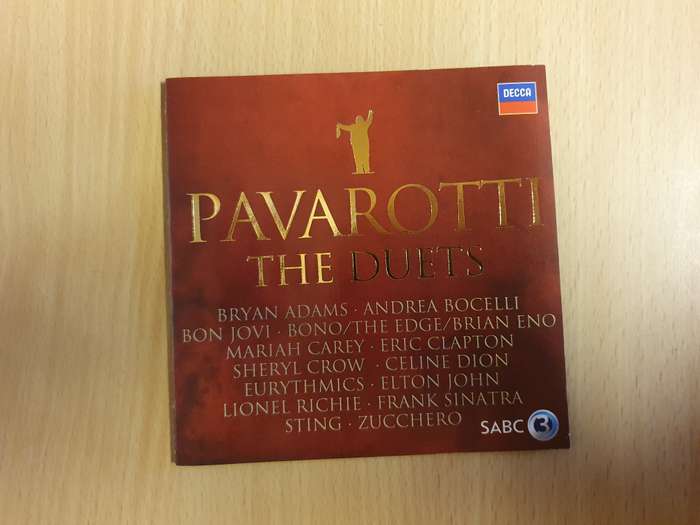 DECCA
PAVAROTTI
THE DUETS
BRYAN ADAMS · ANDREA BOCELLI
BON JOVI · BONO/THE EDGE/BRIAN ENO
MARIAH CAREY · ERIC CLAPTON
SHERYL CROW · CELINE DION
EURYTHMICS · ELTON JOHN
LIONEL RICHIE · FRANK SINATRA
STING · ZUCCHERO
SABC 3